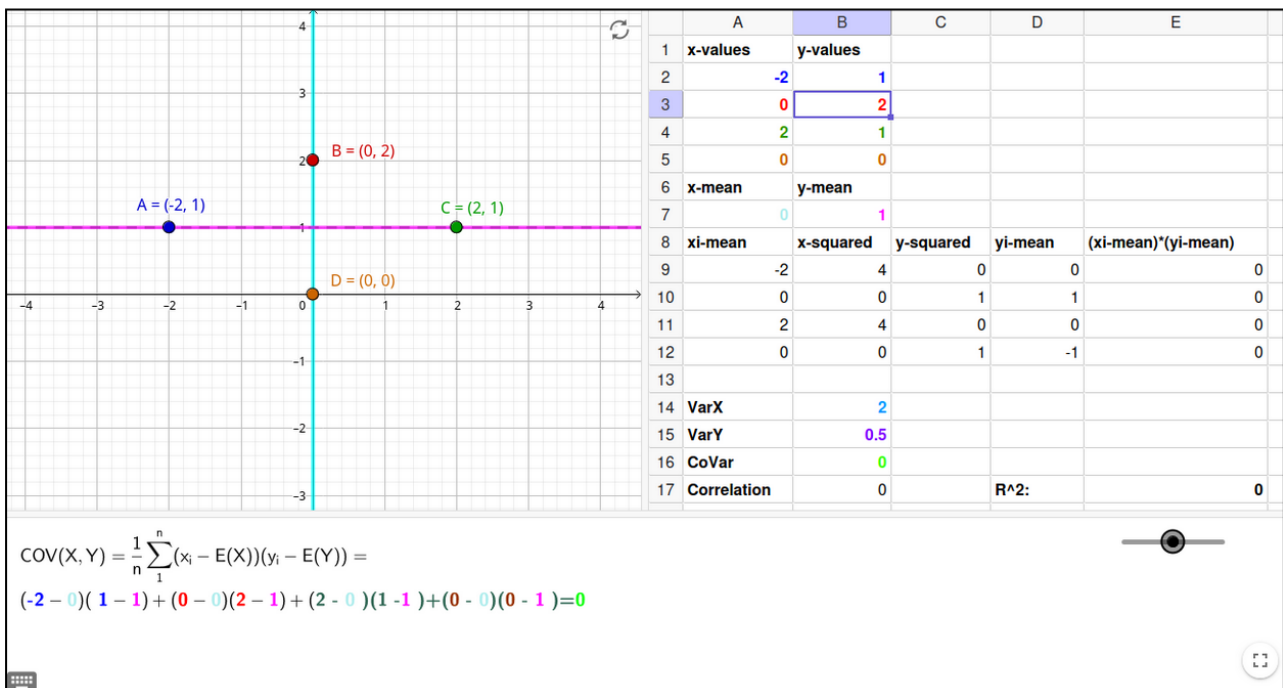 4
3
2
1
0
−1
−2
−3
−4 −3 −2 −1 1 2 3 4
B = (0, 2)
A = (-2, 1)
C = (2, 1)
D = (0, 0)
A B C D E
1 x-values y-values
2 -2 1
3 0 2
4 2 1
5 0 0
6 x-mean y-mean
7 0 1
8 xi-mean x-squared y-squared yi-mean (xi-mean)*(yi-mean)
9 -2 4 0 0 0
10 0 0 1 1 0
11 2 4 0 0 0
12 0 0 1 -1 0
13
14 VarX 2
15 VarY 0.5
16 CoVar 0
17 Correlation 0 R^2: 0
COV(X, Y) = 1/n ∑ n 1 (xᵢ − E(X))(yᵢ − E(Y)) =
(-2 − 0)( 1 − 1) + (0 − 0)(2 − 1) + (2 - 0 )(1 -1 )+(0 - 0)(0 - 1 )=0